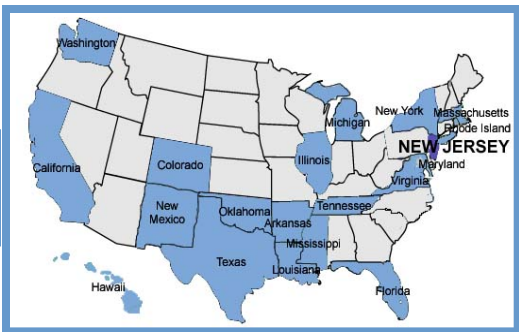 Washington
Michigan
New York
Massachusetts
Rhode Island
NEW JERSEY
Maryland
Illinois
California
Colorado
Virginia
New
Mexico
Oklahoma
Arkansas
Tennessee
Mississippi
Texas
Louisiana
Hawaii
Florida